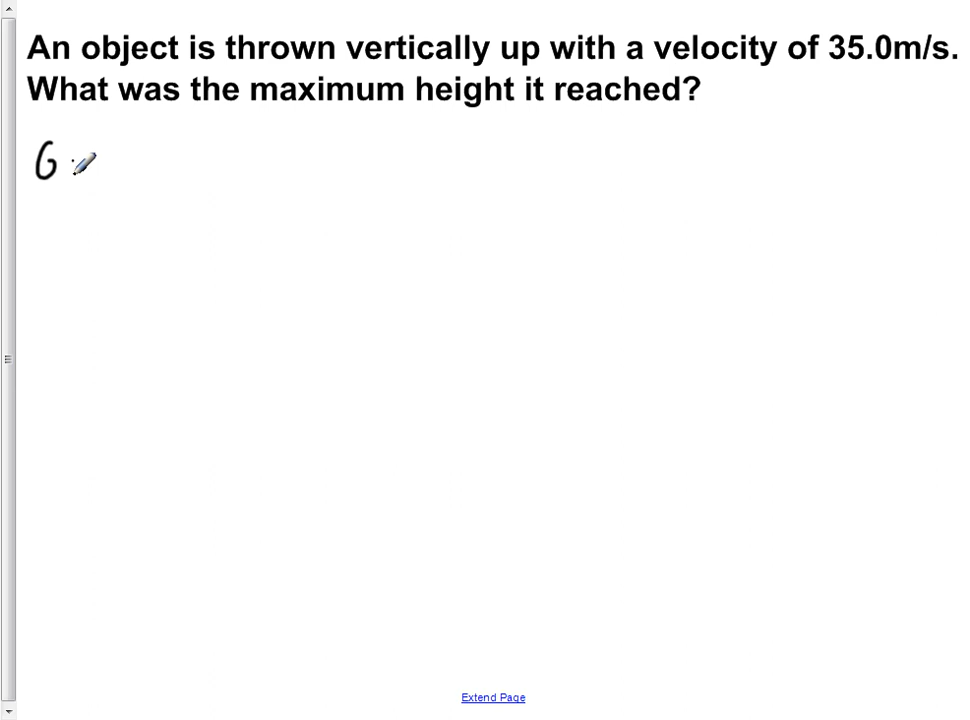 An object is thrown vertically up with a velocity of 35.0m/s.
What was the maximum height it reached?
G
Extend Page